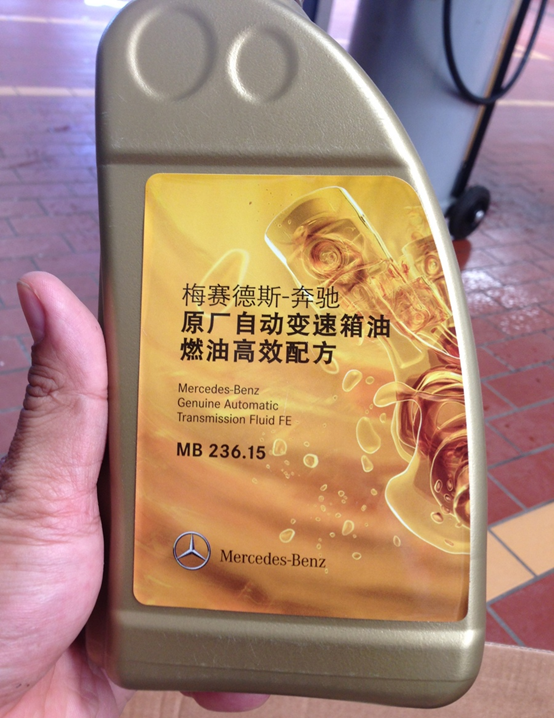 梅赛德斯-奔驰
原厂自动变速箱油
燃油高效配方
Mercedes-Benz
Genuine Automatic
Transmission Fluid FE
MB 236.15
Mercedes-Benz